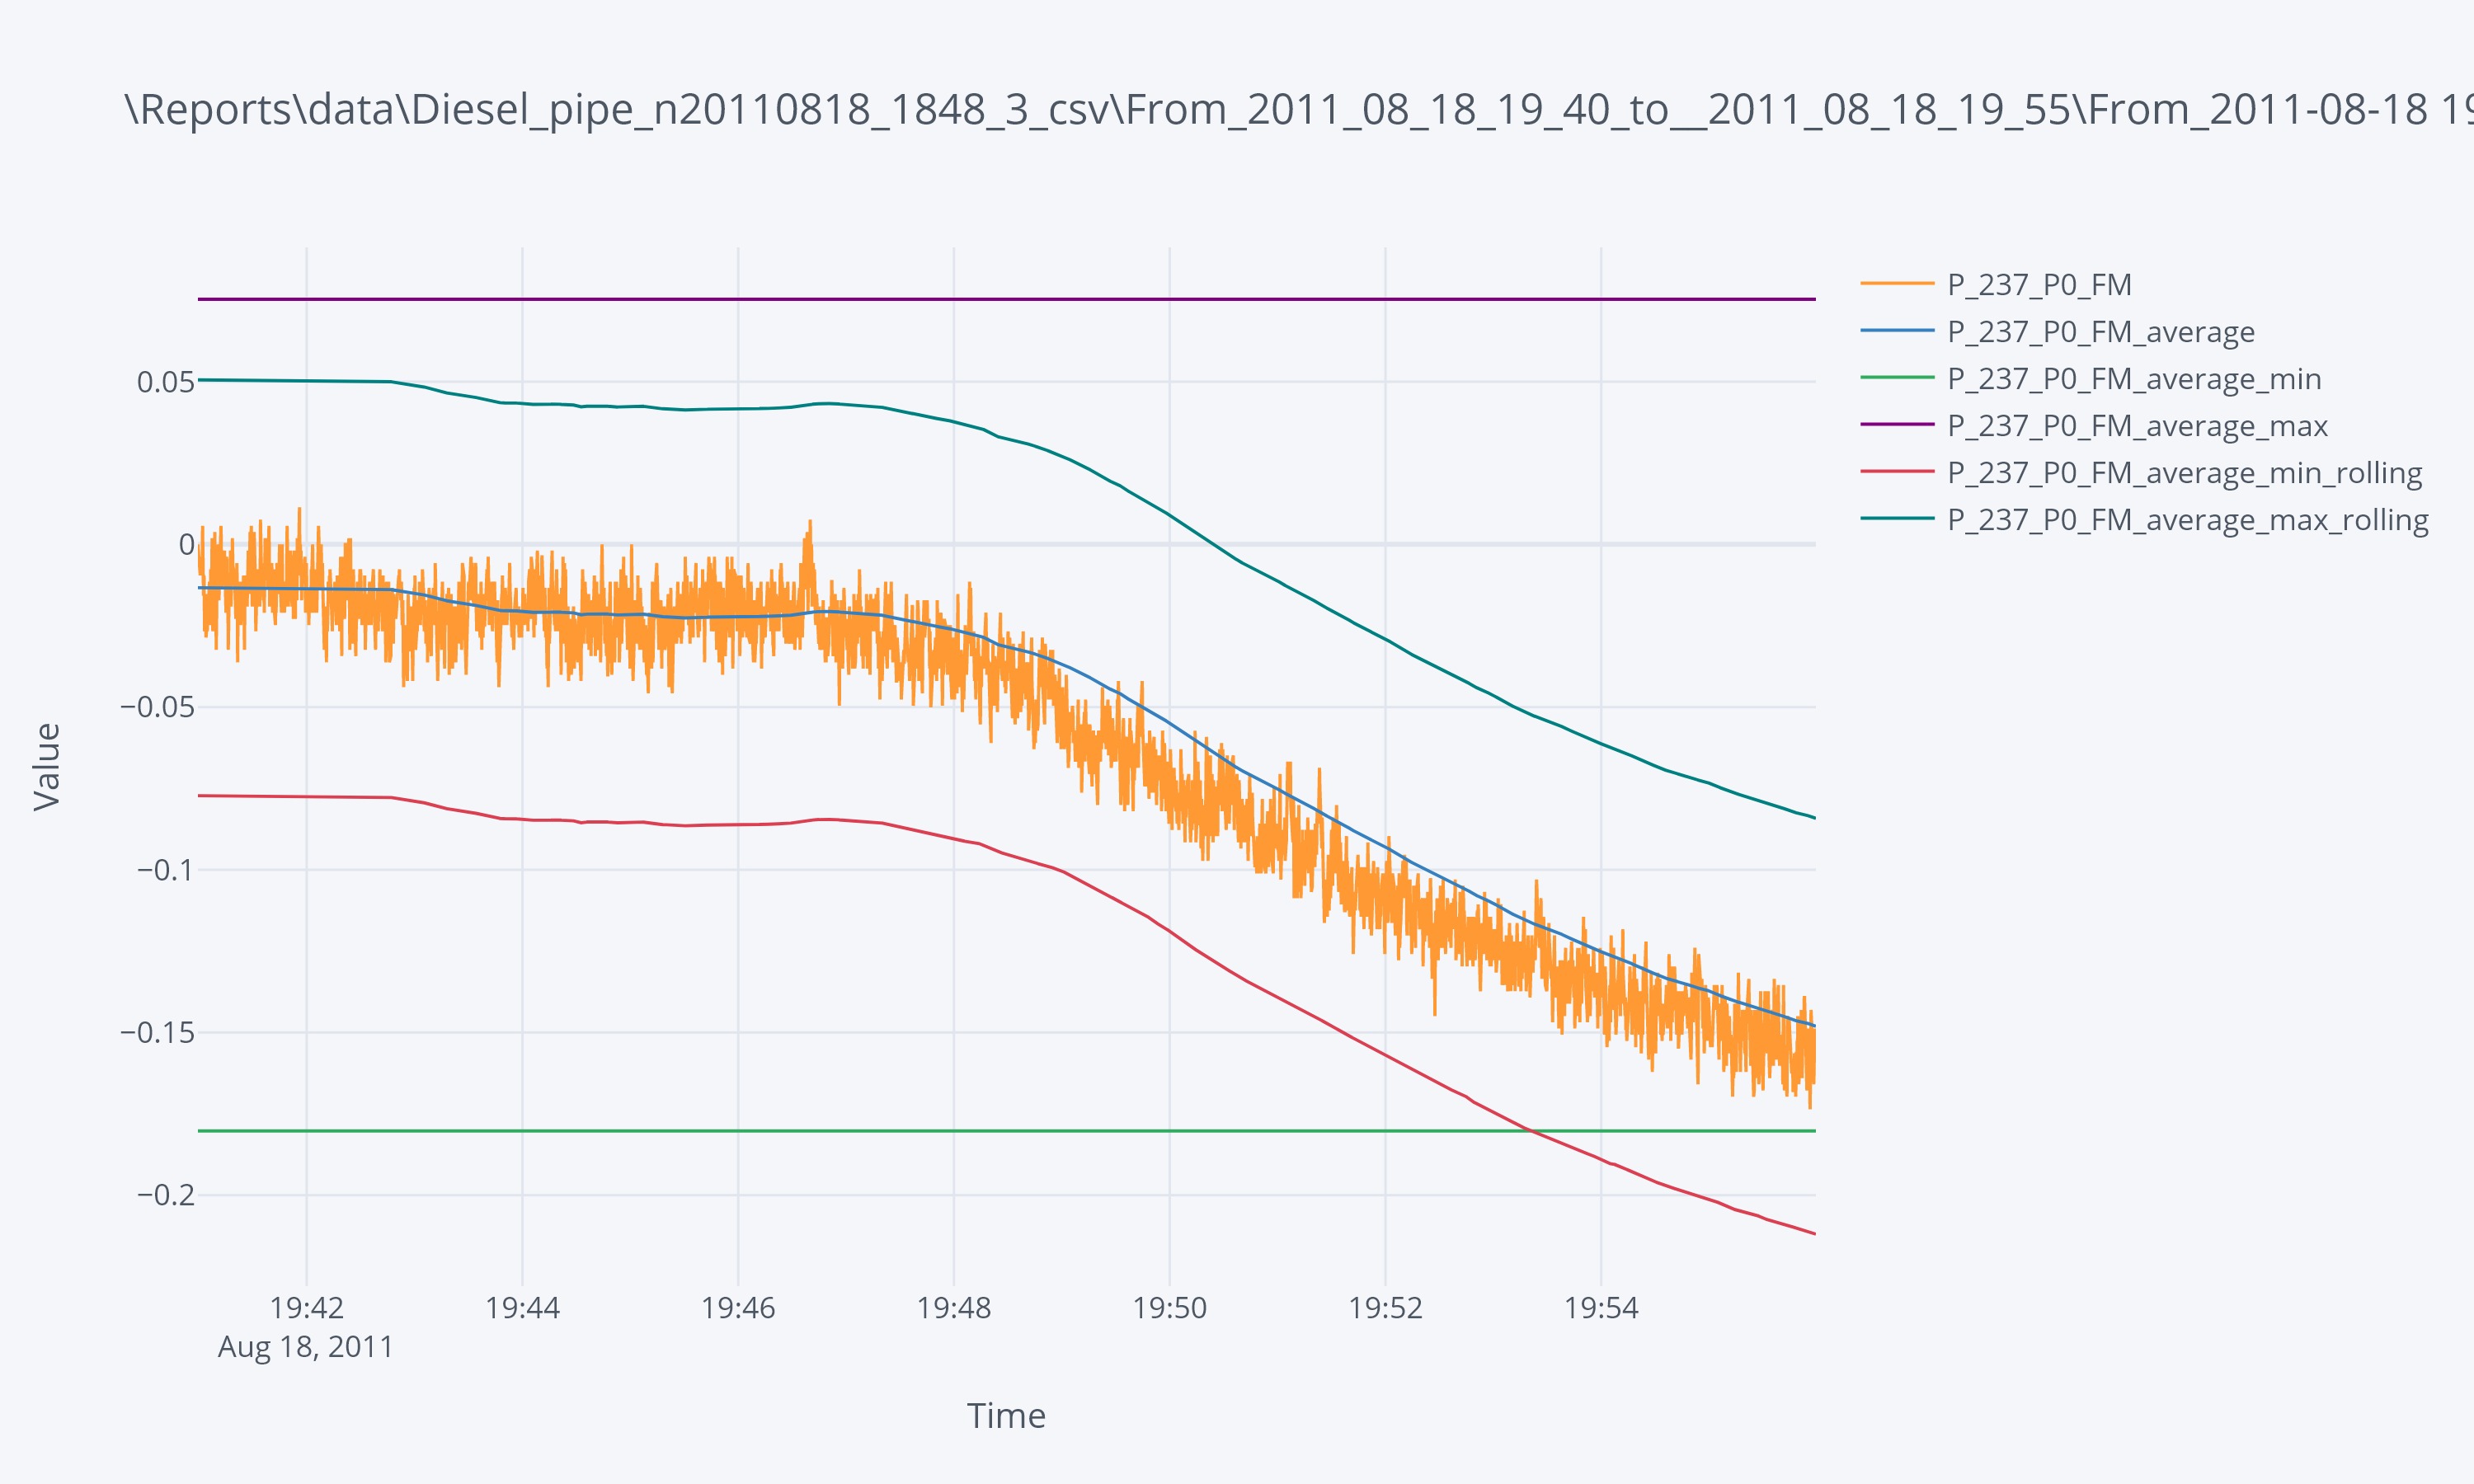 \Reports\data\Diesel_pipe_n20110818_1848_3_csv\From_2011_08_18_19_40_to__2011_08_18_19_55\From_2011-08-18 19
P_237_P0_FM
P_237_P0_FM_average
P_237_P0_FM_average_min
P_237_P0_FM_average_max
P_237_P0_FM_average_min_rolling
P_237_P0_FM_average_max_rolling
0.05
0
−0.05
−0.1
−0.15
−0.2
Value
19:42 19:44 19:46 19:48 19:50 19:52 19:54
Aug 18, 2011
Time